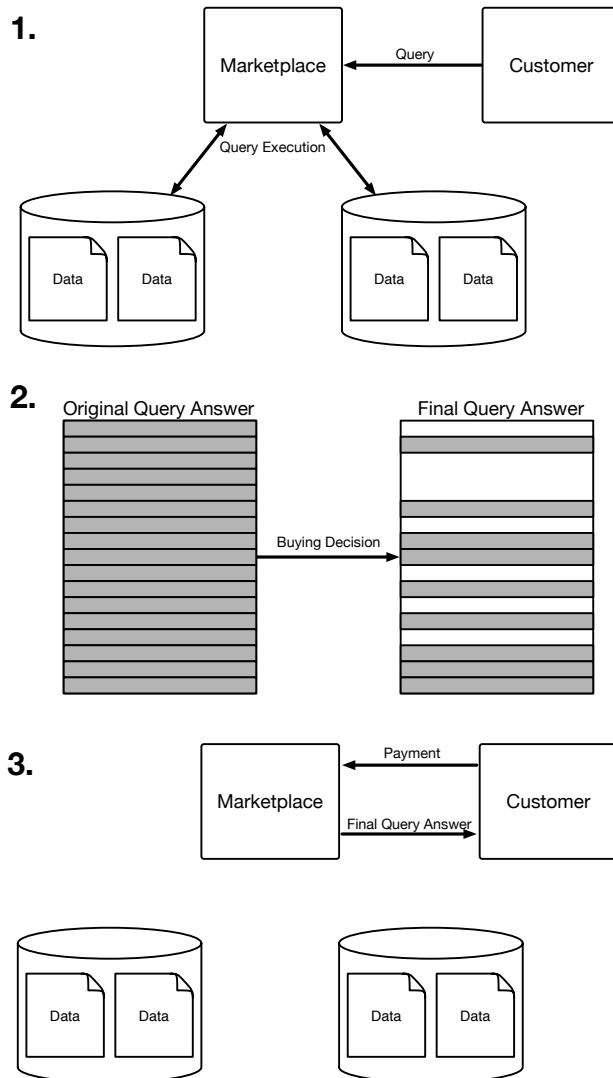 1.
Marketplace
Query
Customer
Query Execution
Data
Data
Data
Data
2.
Original Query Answer
Final Query Answer
Buying Decision
3.
Payment
Marketplace
Customer
Final Query Answer
Data
Data
Data
Data